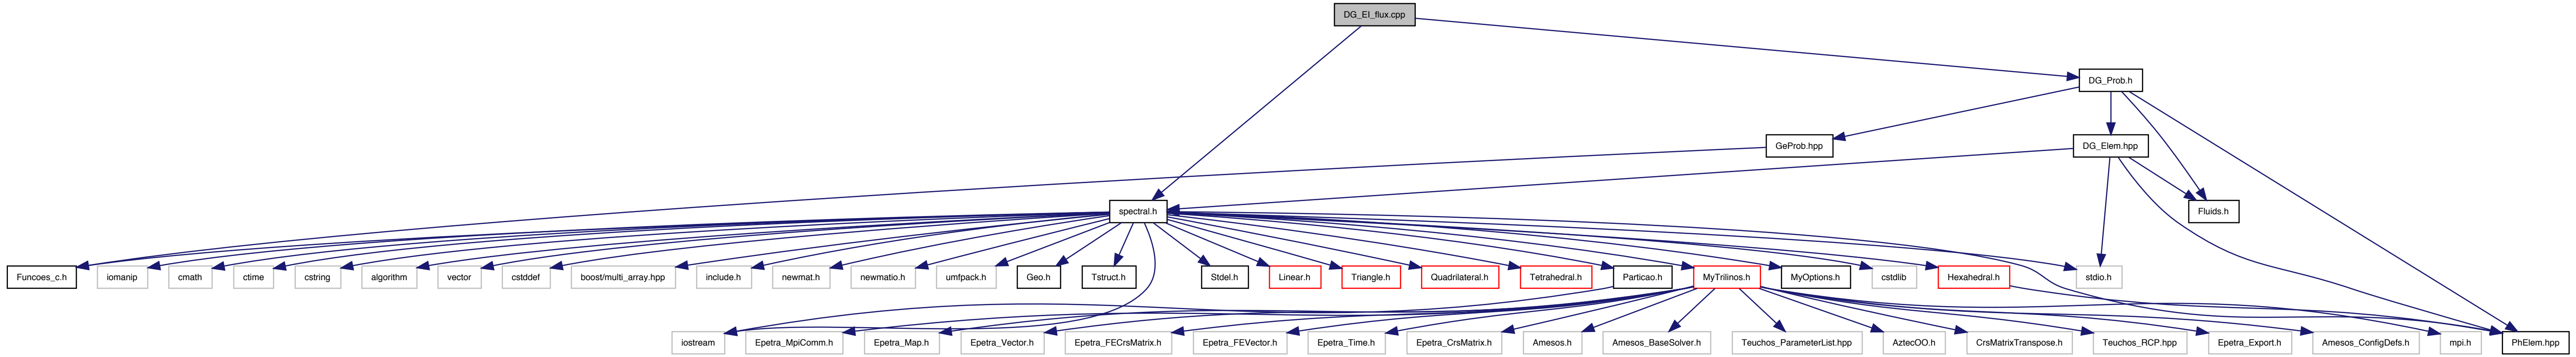 DG_EI_flux.cpp
DG_Prob.h
GeProb.hpp
DG_Elem.hpp
spectral.h
Fluids.h
Funcoes_c.h
iomanip
cmath
ctime
cstring
algorithm
vector
cstddef
boost/multi_array.hpp
include.h
newmat.h
newmatio.h
umfpack.h
Geo.h
Tstruct.h
Stdel.h
Linear.h
Triangle.h
Quadrilateral.h
Tetrahedral.h
Particao.h
MyTrilinos.h
MyOptions.h
cstdlib
Hexahedral.h
stdio.h
iostream
Epetra_MpiComm.h
Epetra_Map.h
Epetra_Vector.h
Epetra_FECrsMatrix.h
Epetra_FEVector.h
Epetra_Time.h
Epetra_CrsMatrix.h
Amesos.h
Amesos_BaseSolver.h
Teuchos_ParameterList.hpp
AztecOO.h
CrsMatrixTranspose.h
Teuchos_RCP.hpp
Epetra_Export.h
Amesos_ConfigDefs.h
mpi.h
PhElem.hpp